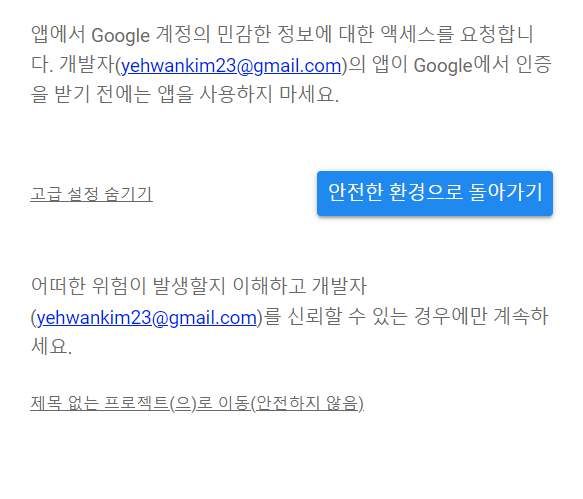 앱에서 Google 계정의 민감한 정보에 대한 액세스를 요청합니
다. 개발자(yehwankim23@gmail.com)의 앱이 Google에서 인증
을 받기 전에는 앱을 사용하지 마세요.
고급 설정 숨기기
안전한 환경으로 돌아가기
어떠한 위험이 발생할지 이해하고 개발자
(yehwankim23@gmail.com)를 신뢰할 수 있는 경우에만 계속하
세요.
제목 없는 프로젝트(으)로 이동(안전하지 않음)